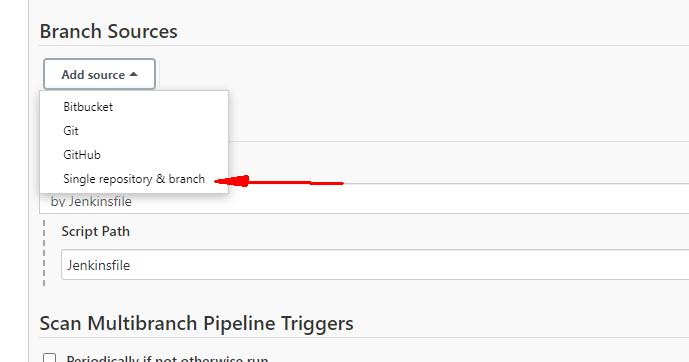 Branch Sources
Add source
Bitbucket
Git
GitHub
Single repository & branch
by Jenkinsfile
Script Path
Jenkinsfile
Scan Multibranch Pipeline Triggers
Periodically if not otherwise run